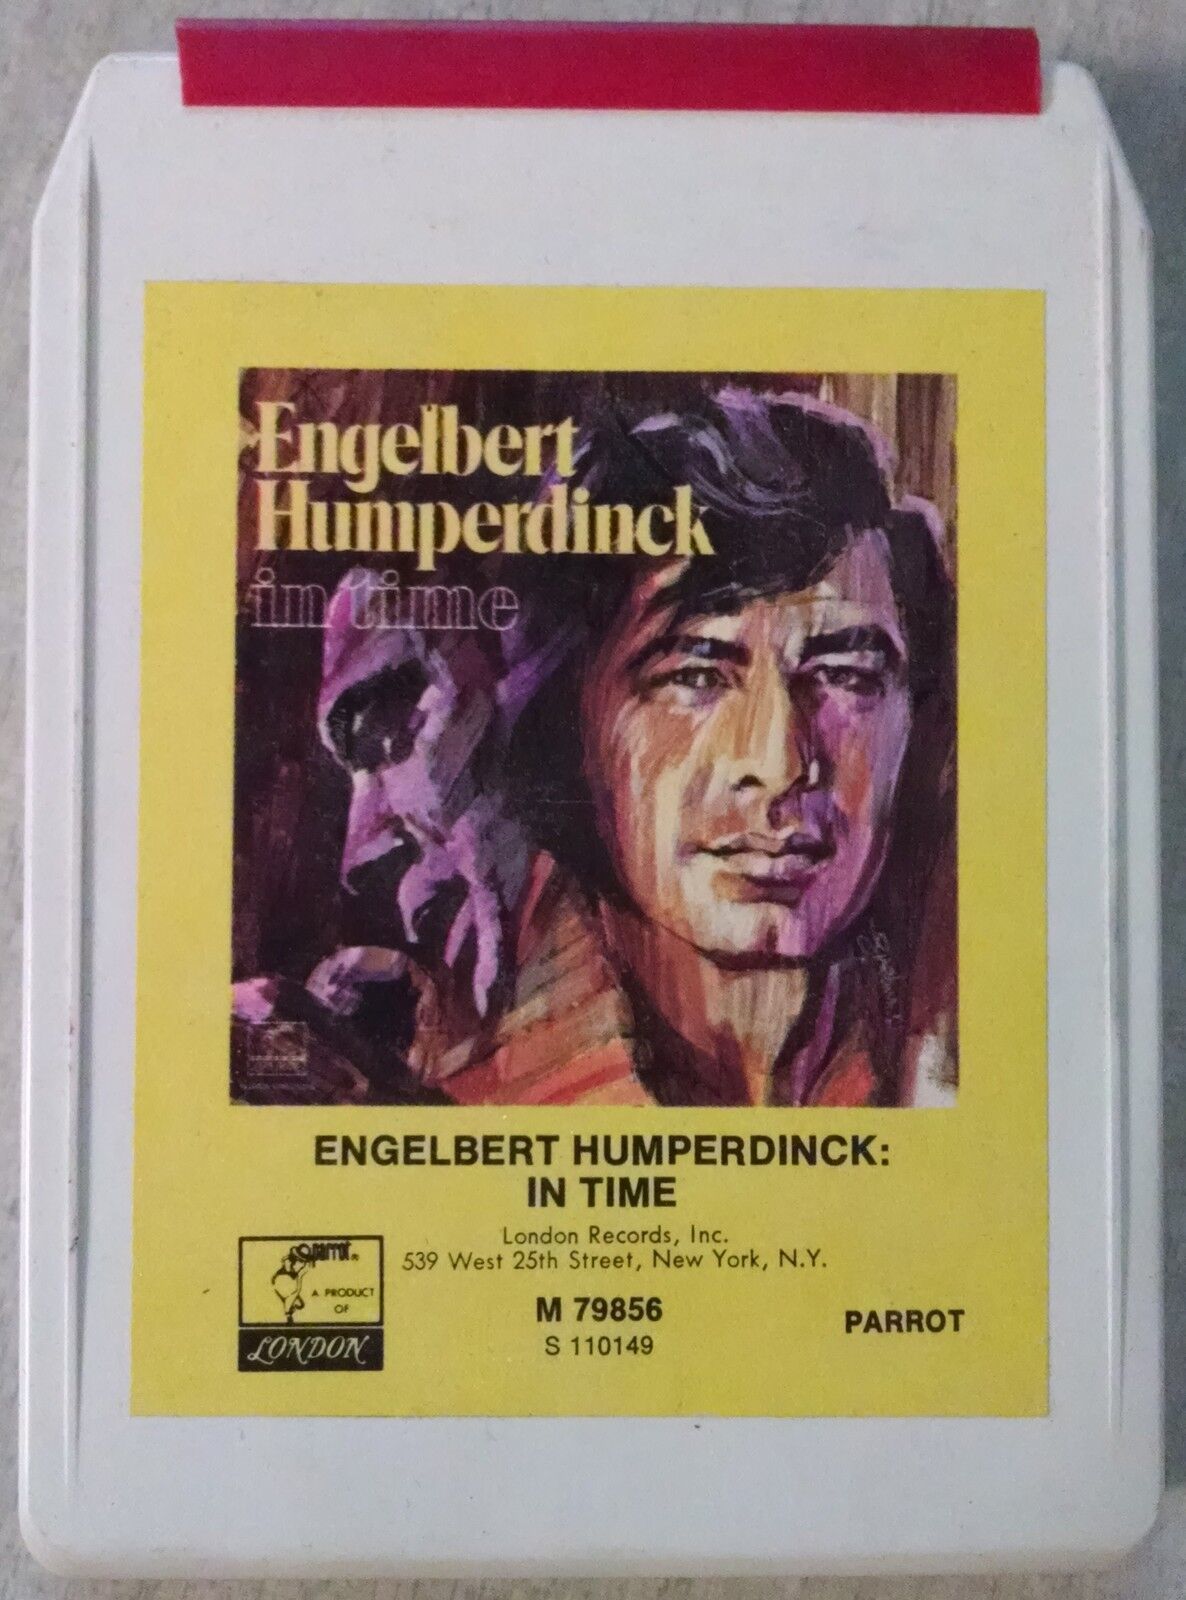 Engelbert
Humperdinck
in time
ENGELBERT HUMPERDINCK:
IN TIME
London Records, Inc.
539 West 25th Street, New York, N.Y.
parrot®
A PRODUCT
OF
LONDON
M 79856
S 110149
PARROT